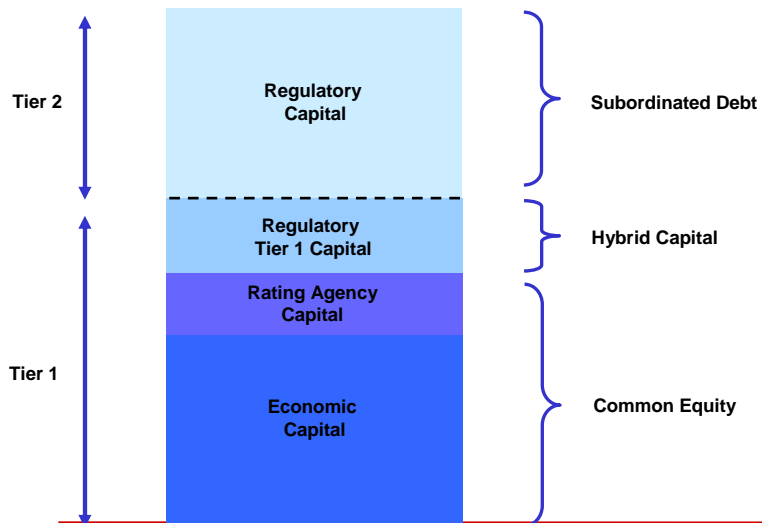 Tier 2
Regulatory
Capital
Subordinated Debt
Regulatory
Tier 1 Capital
Hybrid Capital
Rating Agency
Capital
Tier 1
Economic
Capital
Common Equity